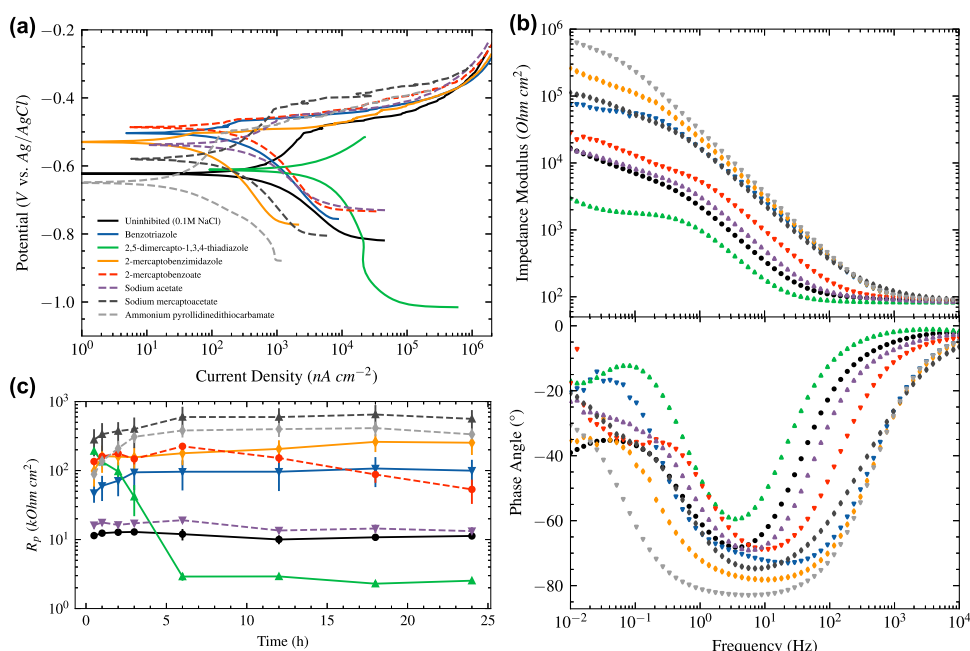 (a)
−0.2
−0.4
−0.6
−0.8
−1.0
Potential (V vs. Ag/AgCl)
Uninhibited (0.1M NaCl)
Benzotriazole
2,5-dimercapto-1,3,4-thiadiazole
2-mercaptobenzimidazole
2-mercaptobenzoate
Sodium acetate
Sodium mercaptoacetate
Ammonium pyrollidinedithiocarbamate
10^0 10^1 10^2 10^3 10^4 10^5 10^6
Current Density (nA cm^−2)
(b)
10^6
10^5
10^4
10^3
10^2
Impedance Modulus (Ohm cm^2)
0
−20
−40
−60
−80
Phase Angle (°)
10^−2 10^−1 10^0 10^1 10^2 10^3 10^4
Frequency (Hz)
(c)
10^3
10^2
10^1
10^0
R_p (kOhm cm^2)
0 5 10 15 20 25
Time (h)